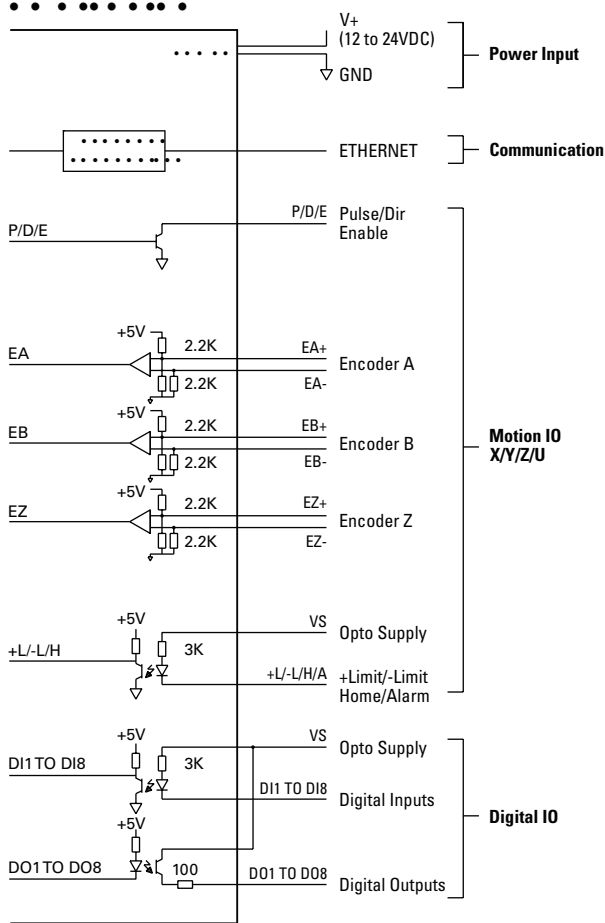 V+
(12 to 24VDC)
GND
Power Input
ETHERNET
Communication
P/D/E
P/D/E
Pulse/Dir
Enable
+5V
EA
2.2K
2.2K
EA+
EA-
Encoder A
+5V
EB
2.2K
2.2K
EB+
EB-
Encoder B
+5V
EZ
2.2K
2.2K
EZ+
EZ-
Encoder Z
Motion IO
X/Y/Z/U
+5V
+L/-L/H
3K
VS
Opto Supply
+L/-L/H/A
+Limit/-Limit
Home/Alarm
+5V
DI1 TO DI8
3K
VS
Opto Supply
DI1 TO DI8
Digital Inputs
+5V
DO1 TO DO8
100
DO1 TO DO8
Digital Outputs
Digital IO